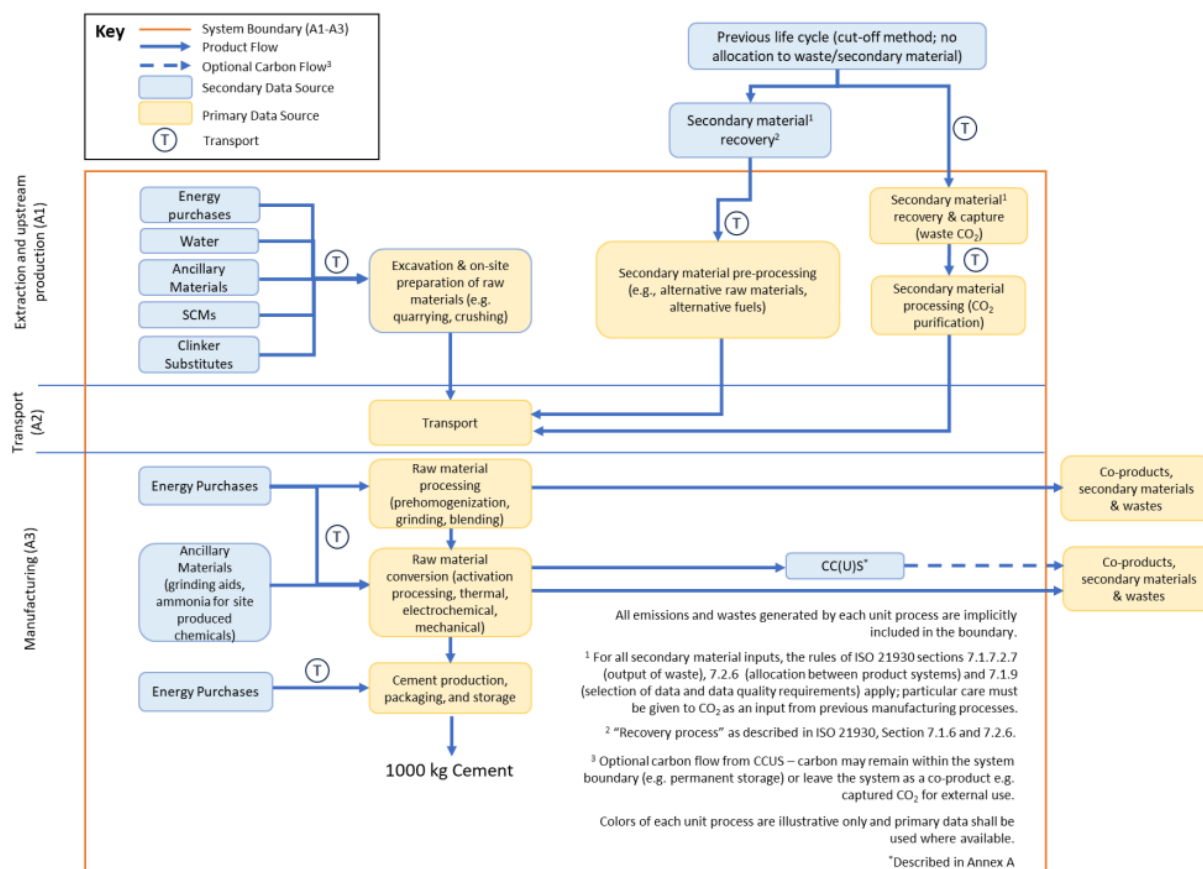 Key
System Boundary (A1-A3)
Product Flow
Optional Carbon Flow³
Secondary Data Source
Primary Data Source
T
Transport
Previous life cycle (cut-off method; no
allocation to waste/secondary material)
Secondary material¹
recovery²
T
Extraction and upstream
production (A1)
Energy
purchases
Water
Ancillary
Materials
SCMs
Clinker
Substitutes
T
Excavation & on-site
preparation of raw
materials (e.g.
quarrying, crushing)
T
Secondary material pre-processing
(e.g., alternative raw materials,
alternative fuels)
Secondary material¹
recovery & capture
(waste CO₂)
T
Secondary material
processing (CO₂
purification)
Transport
(A2)
Transport
Manufacturing (A3)
Energy Purchases
Raw material
processing
(prehomogenization,
grinding, blending)
Co-products,
secondary materials
& wastes
T
Ancillary
Materials
(grinding aids,
ammonia for site
produced
chemicals)
Raw material
conversion (activation
processing, thermal,
electrochemical,
mechanical)
CC(U)S*
Co-products,
secondary materials
& wastes
Energy Purchases
T
Cement production,
packaging, and storage
1000 kg Cement
All emissions and wastes generated by each unit process are implicitly
included in the boundary.
¹ For all secondary material inputs, the rules of ISO 21930 sections 7.1.7.2.7
(output of waste), 7.2.6 (allocation between product systems) and 7.1.9
(selection of data and data quality requirements) apply; particular care must
be given to CO₂ as an input from previous manufacturing processes.
² “Recovery process” as described in ISO 21930, Section 7.1.6 and 7.2.6.
³ Optional carbon flow from CCUS – carbon may remain within the system
boundary (e.g. permanent storage) or leave the system as a co-product e.g.
captured CO₂ for external use.
Colors of each unit process are illustrative only and primary data shall be
used where available.
*Described in Annex A